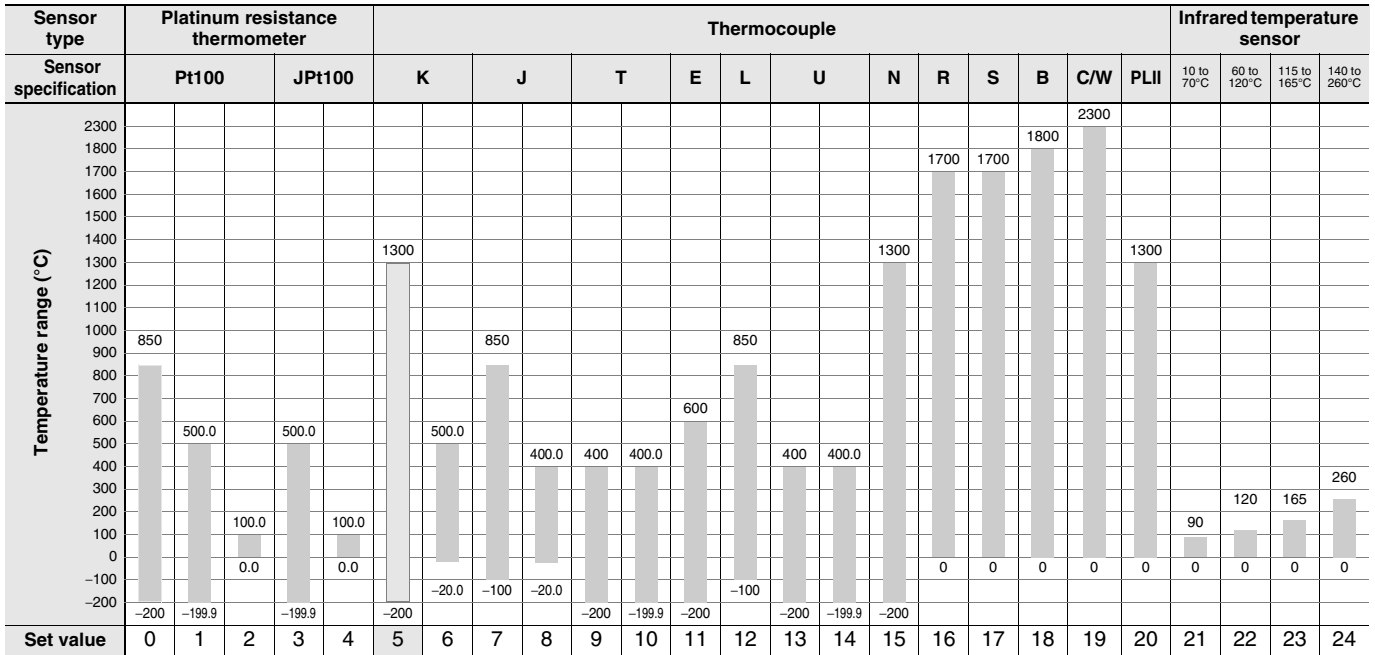 Sensor type Platinum resistance thermometer Thermocouple Infrared temperature sensor
Sensor specification Pt100 JPt100 K J T E L U N R S B C/W PLII 10 to 70°C 60 to 120°C 115 to 165°C 140 to 260°C
Temperature range (°C)
2300 2300
1800 1800
1700 1700 1700
1600
1500
1400
1300 1300 1300 1300
1200
1100
1000
900 850 850 850
800
700
600 600
500 500.0 500.0 500.0
400 400.0 400 400.0 400 400.0
300
200 260
100 100.0 100.0 90 120 165
0 0.0 0.0 0 0 0 0 0 0 0 0 0
−100 −20.0 −100 −20.0 −100
−200 −200 −199.9 −199.9 −200 −200 −199.9 −200 −200 −199.9 −200
Set value 0 1 2 3 4 5 6 7 8 9 10 11 12 13 14 15 16 17 18 19 20 21 22 23 24